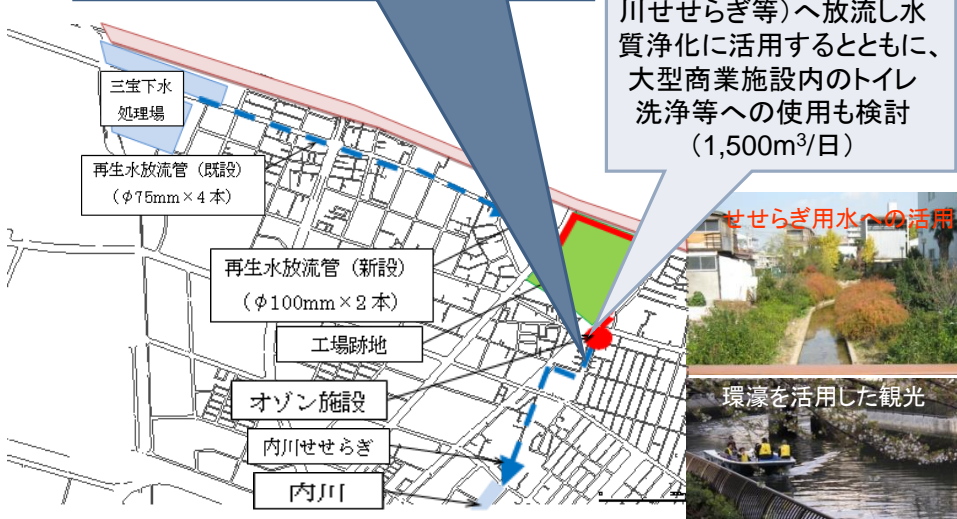 川せせらぎ等)へ放流し水
質浄化に活用するとともに、
大型商業施設内のトイレ
洗浄等への使用も検討
(1,500m³/日)
三宝下水
処理場
再生水放流管（既設）
（φ75mm×4本）
せせらぎ用水への活用
再生水放流管（新設）
（φ100mm×2本）
工場跡地
オゾン施設
環濠を活用した観光
内川せせらぎ
内川